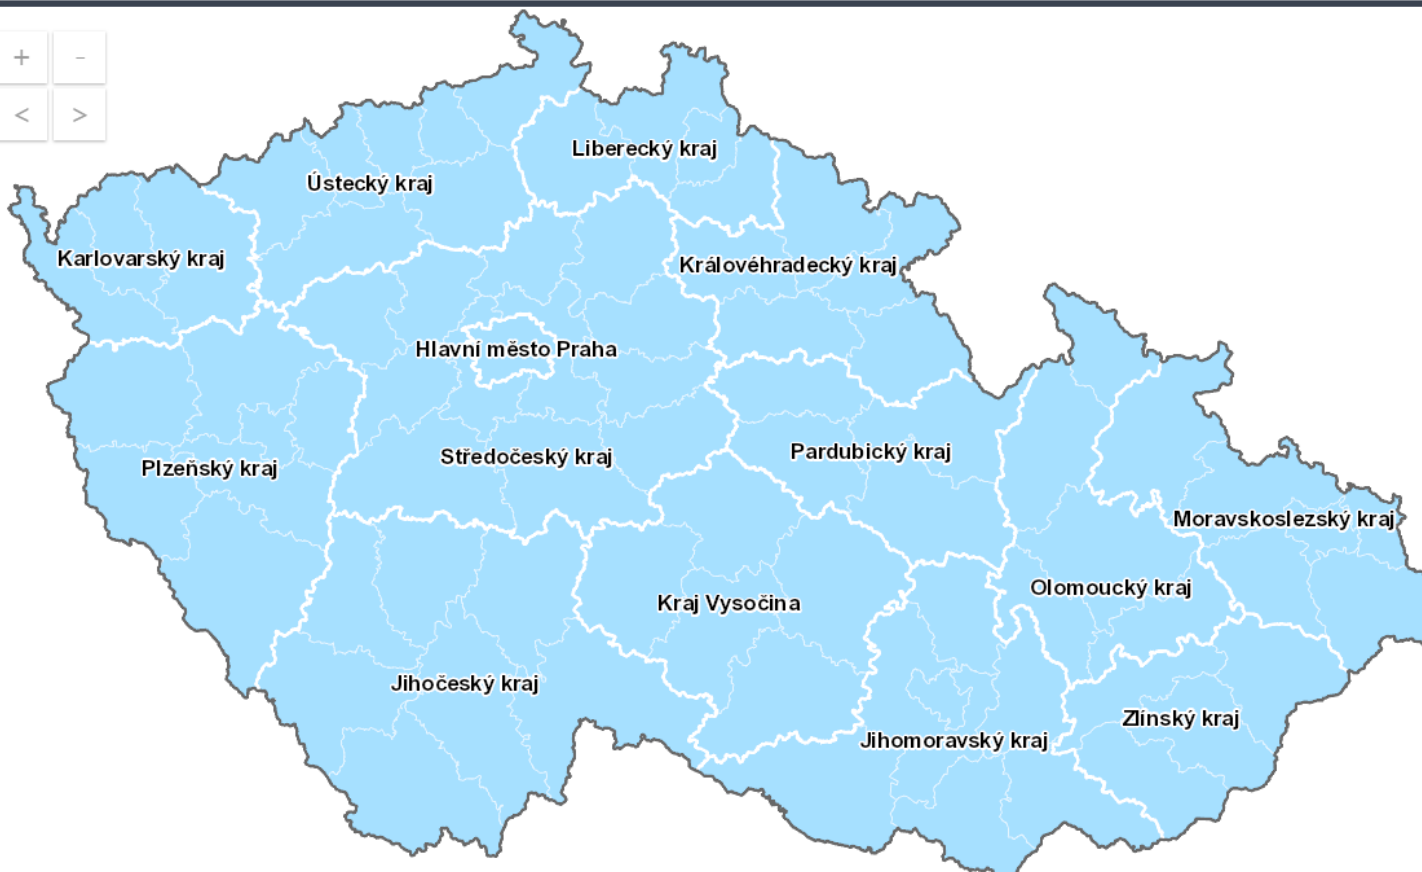 +
-
<
>
Liberecký kraj
Ústecký kraj
Karlovarský kraj
Královéhradecký kraj
Hlavní město Praha
Pardubický kraj
Středočeský kraj
Plzeňský kraj
Moravskoslezský kraj
Olomoucký kraj
Kraj Vysočina
Jihočeský kraj
Zlínský kraj
Jihomoravský kraj